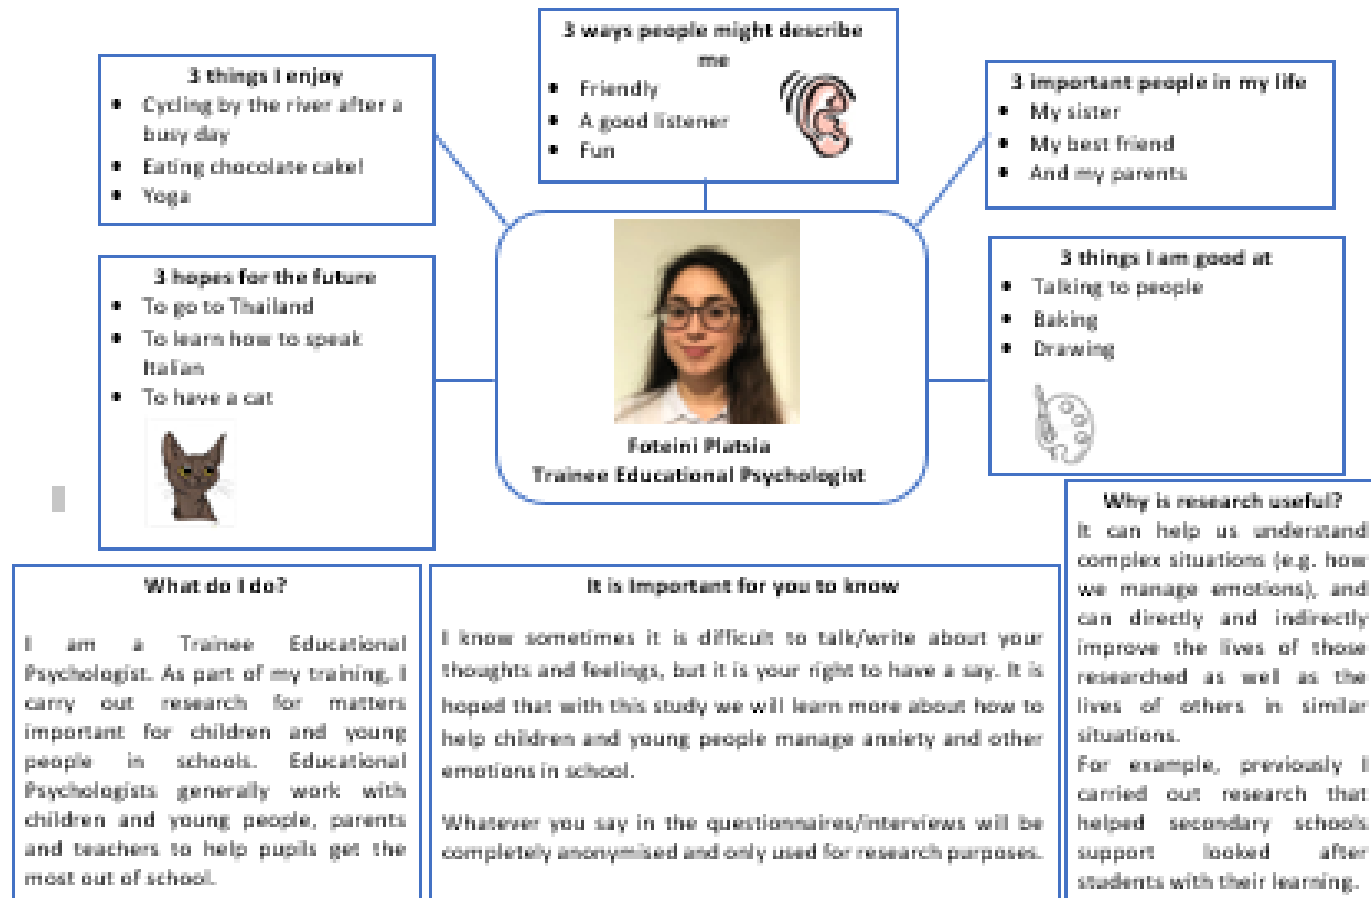 3 ways people might describe
me
Friendly
A good listener
Fun
3 things I enjoy
Cycling by the river after a
busy day
Eating chocolate cake!
Yoga
3 important people in my life
My sister
My best friend
And my parents
3 hopes for the future
To go to Thailand
To learn how to speak
Italian
To have a cat
Foteini Platsia
Trainee Educational Psychologist
3 things I am good at
Talking to people
Baking
Drawing
What do I do?
I am a Trainee Educational
Psychologist. As part of my training, I
carry out research for matters
important for children and young
people in schools. Educational
Psychologists generally work with
children and young people, parents
and teachers to help pupils get the
most out of school.
It is Important for you to know
I know sometimes it is difficult to talk/write about your
thoughts and feelings, but it is your right to have a say. It is
hoped that with this study we will learn more about how to
help children and young people manage anxiety and other
emotions in school.
Whatever you say in the questionnaires/interviews will be
completely anonymised and only used for research purposes.
Why is research useful?
It can help us understand
complex situations (e.g. how
we manage emotions), and
can directly and indirectly
improve the lives of those
researched as well as the
lives of others in similar
situations.
For example, previously I
carried out research that
helped secondary schools
support looked after
students with their learning.